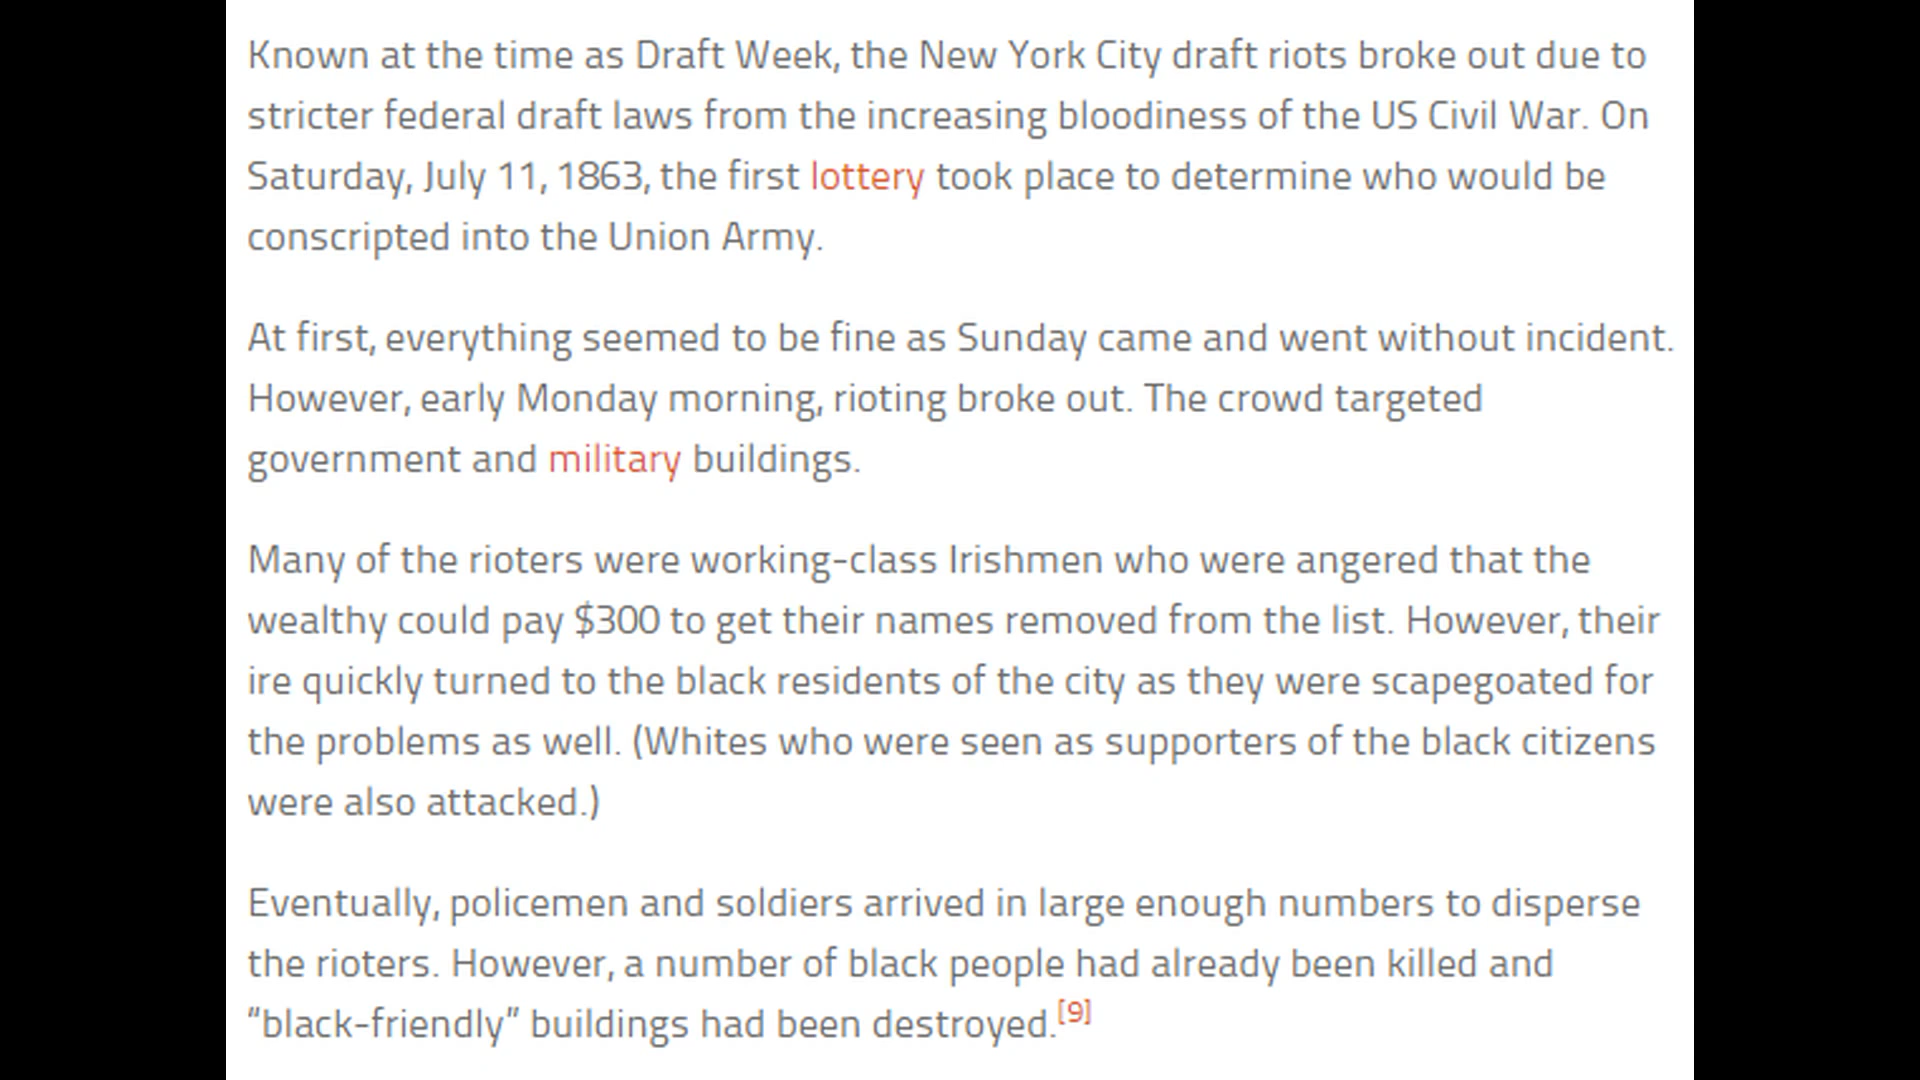 Known at the time as Draft Week, the New York City draft riots broke out due to
stricter federal draft laws from the increasing bloodiness of the US Civil War. On
Saturday, July 11, 1863, the first lottery took place to determine who would be
conscripted into the Union Army.
At first, everything seemed to be fine as Sunday came and went without incident.
However, early Monday morning, rioting broke out. The crowd targeted
government and military buildings.
Many of the rioters were working-class Irishmen who were angered that the
wealthy could pay $300 to get their names removed from the list. However, their
ire quickly turned to the black residents of the city as they were scapegoated for
the problems as well. (Whites who were seen as supporters of the black citizens
were also attacked.)
Eventually, policemen and soldiers arrived in large enough numbers to disperse
the rioters. However, a number of black people had already been killed and
“black-friendly” buildings had been destroyed.[9]